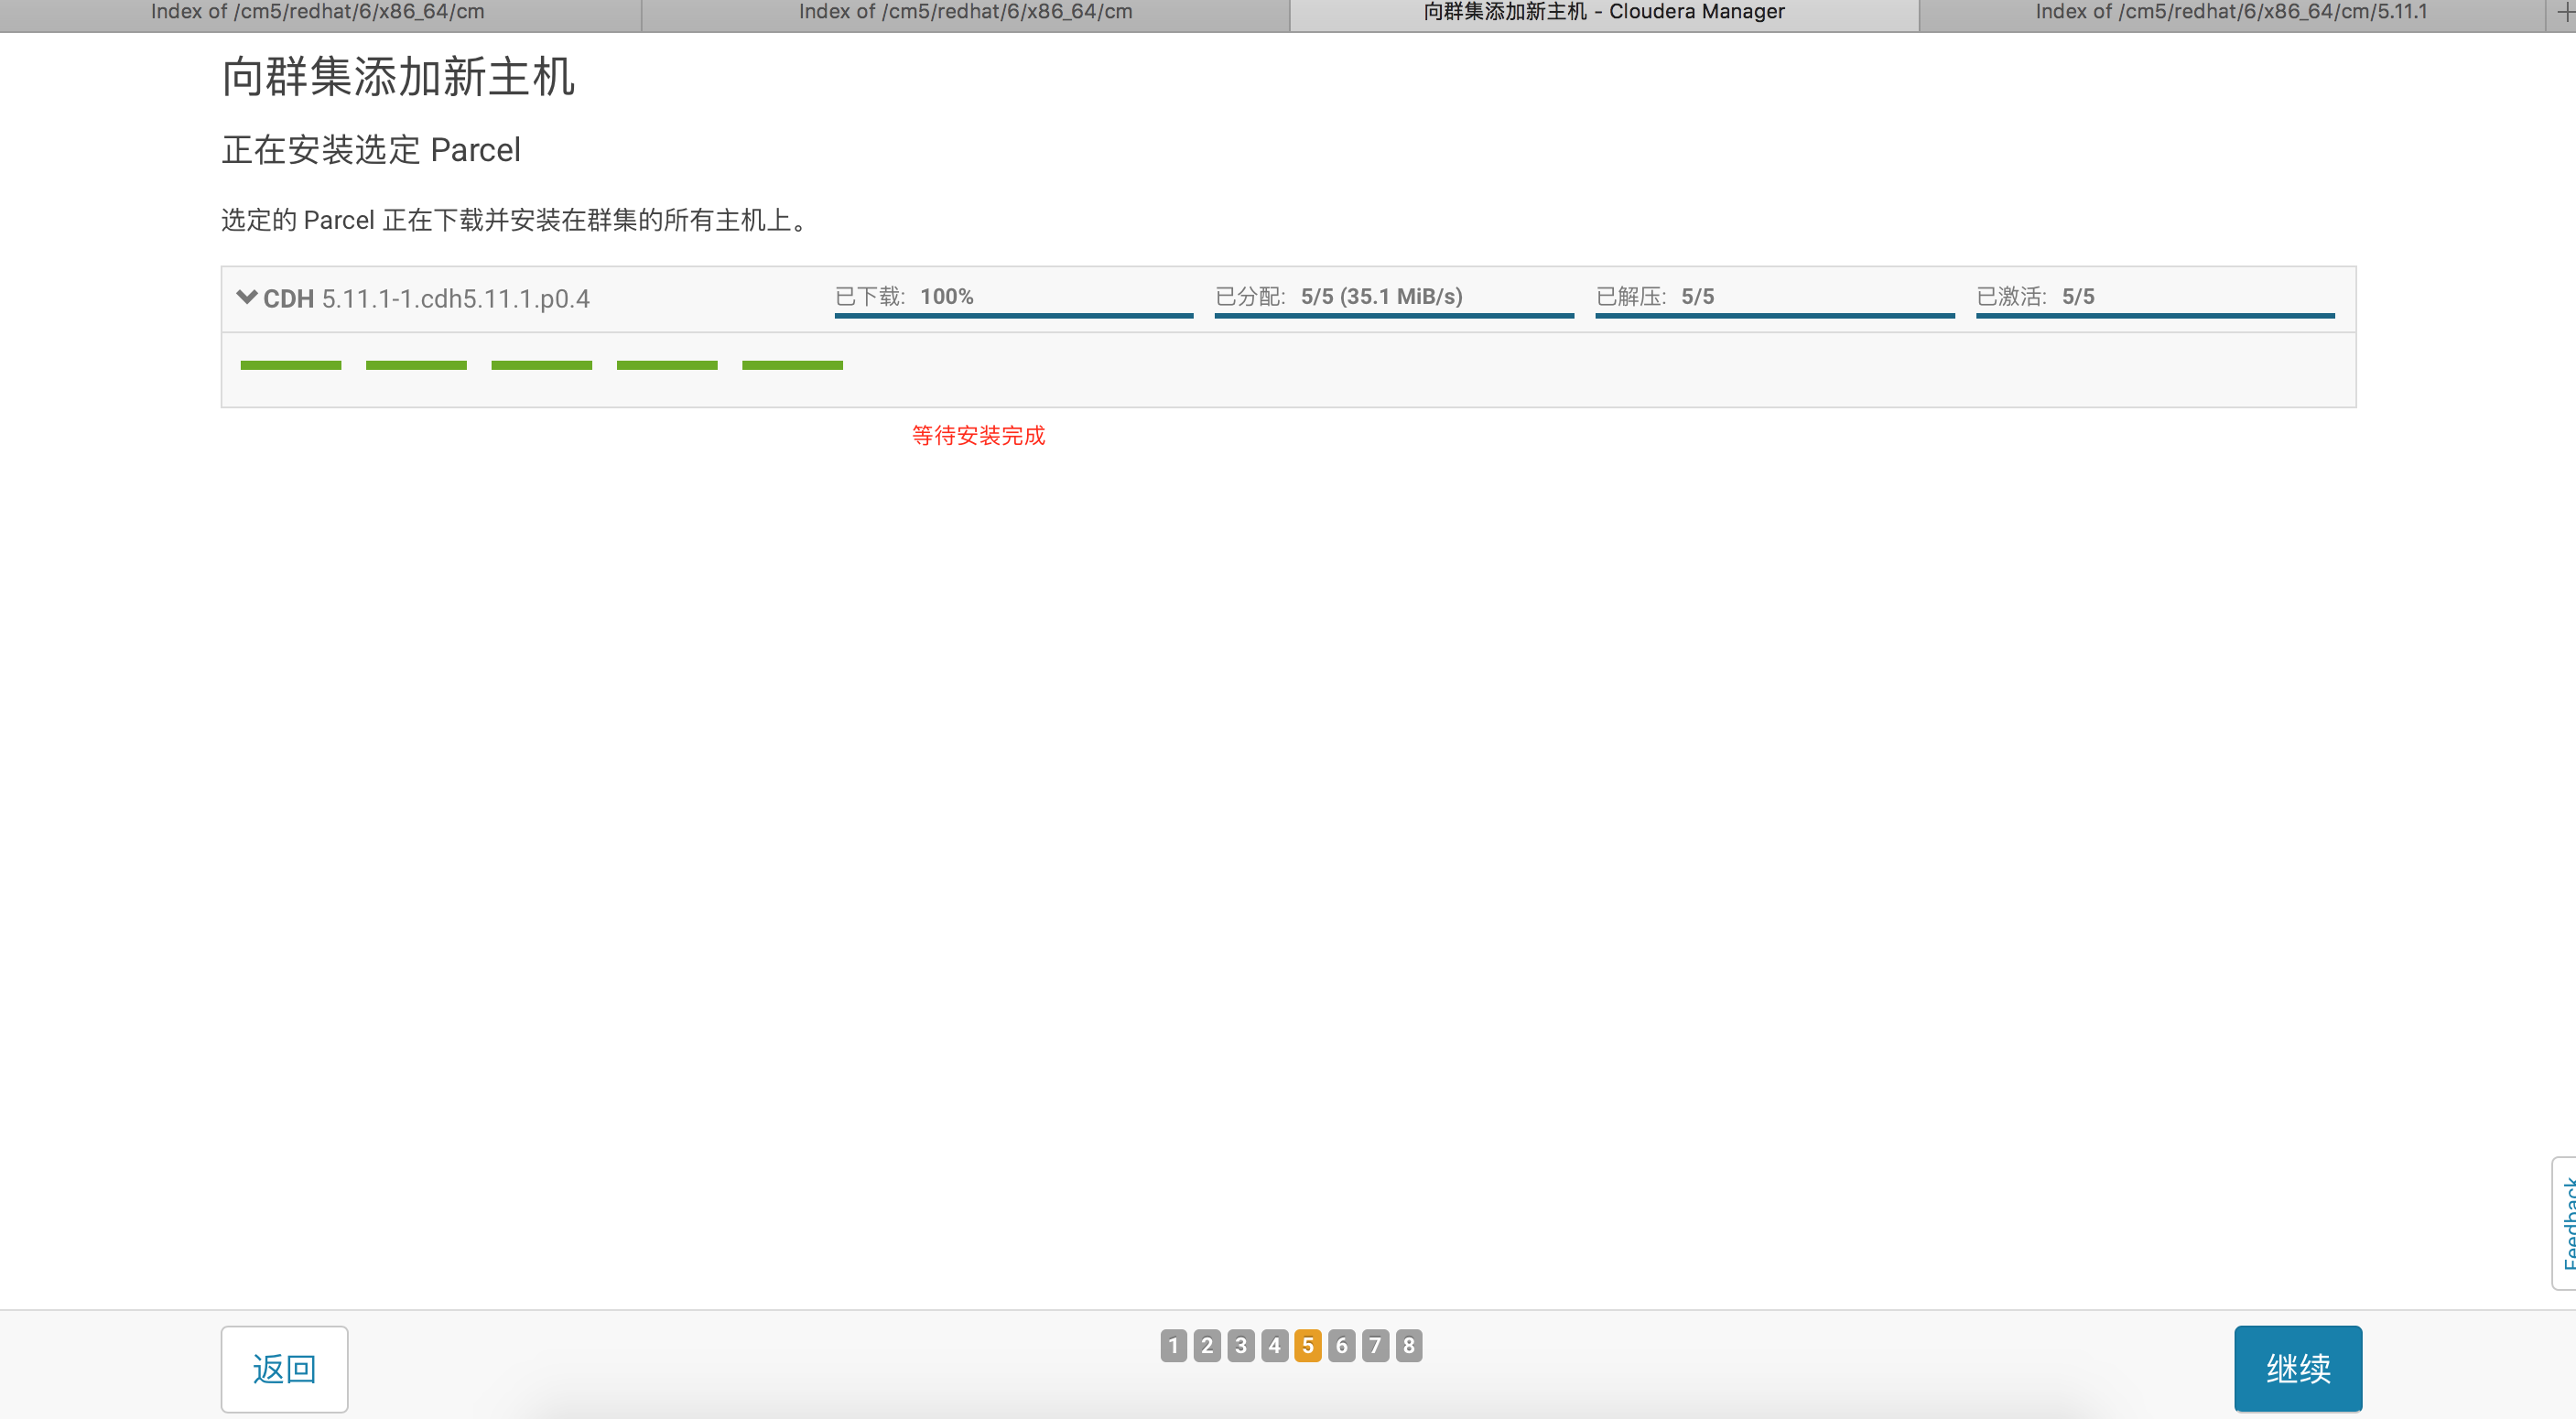 Index of /cm5/redhat/6/x86_64/cm
Index of /cm5/redhat/6/x86_64/cm
向群集添加新主机 - Cloudera Manager
Index of /cm5/redhat/6/x86_64/cm/5.11.1
向群集添加新主机
正在安装选定 Parcel
选定的 Parcel 正在下载并安装在群集的所有主机上。
CDH 5.11.1-1.cdh5.11.1.p0.4
已下载: 100%
已分配: 5/5 (35.1 MiB/s)
已解压: 5/5
已激活: 5/5
等待安装完成
Feedback
返回
1 2 3 4 5 6 7 8
继续